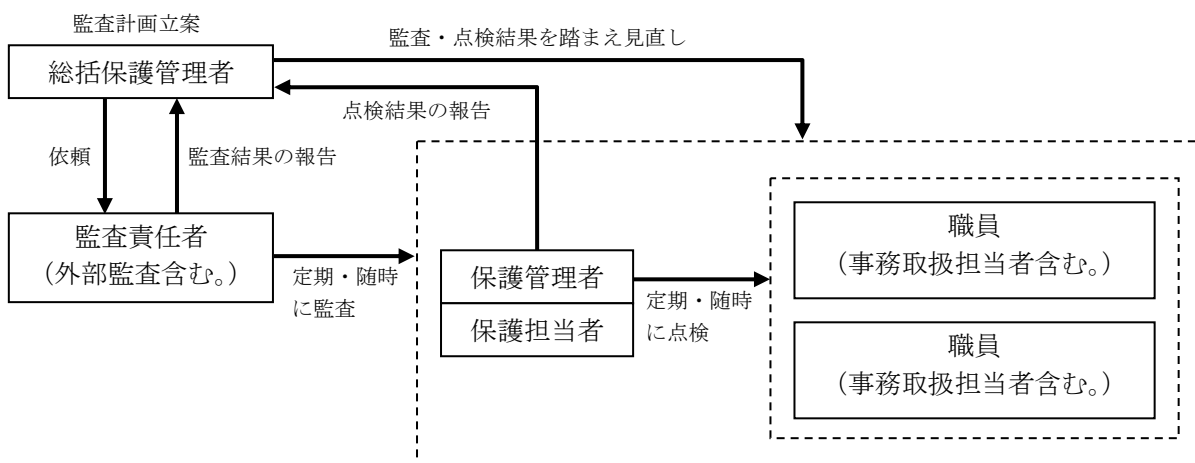 監査計画立案
総括保護管理者
監査・点検結果を踏まえ見直し
点検結果の報告
依頼
監査結果の報告
監査責任者
（外部監査含む。）
定期・随時
に監査
保護管理者
保護担当者
定期・随時
に点検
職員
（事務取扱担当者含む。）
職員
（事務取扱担当者含む。）